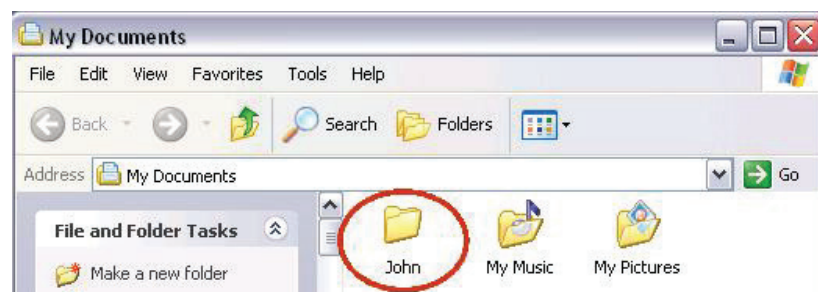 My Documents
File Edit View Favorites Tools Help
Back Search Folders
Address My Documents Go
File and Folder Tasks
John My Music My Pictures
Make a new folder